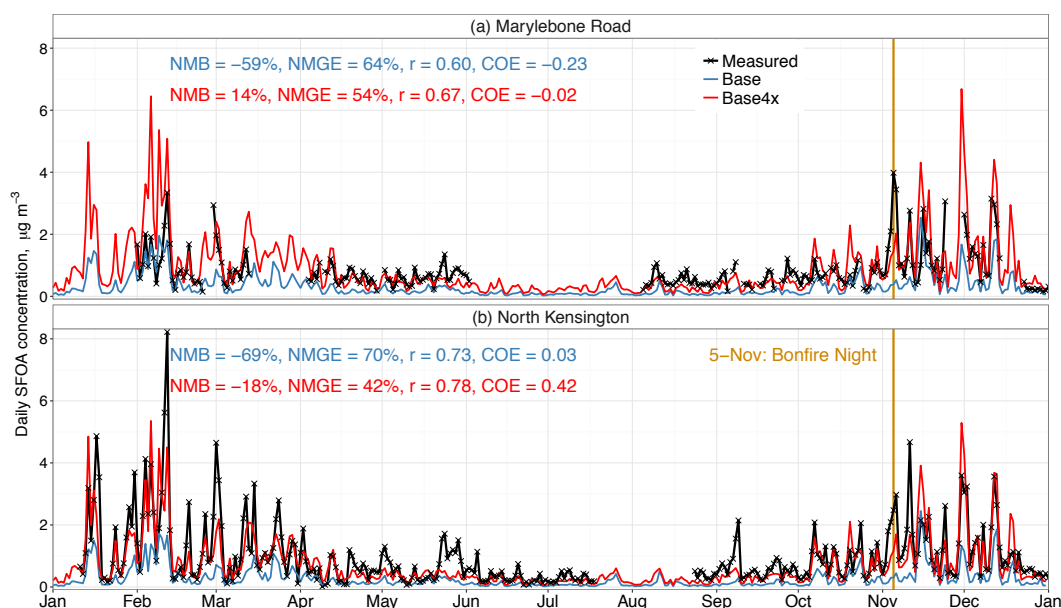 (a) Marylebone Road
8
6
4
2
0
NMB = −59%, NMGE = 64%, r = 0.60, COE = −0.23
NMB = 14%, NMGE = 54%, r = 0.67, COE = −0.02
Measured
Base
Base4x
Daily SFOA concentration, μg m⁻³
(b) North Kensington
8
6
4
2
0
NMB = −69%, NMGE = 70%, r = 0.73, COE = 0.03
NMB = −18%, NMGE = 42%, r = 0.78, COE = 0.42
5−Nov: Bonfire Night
Jan Feb Mar Apr May Jun Jul Aug Sep Oct Nov Dec Jan